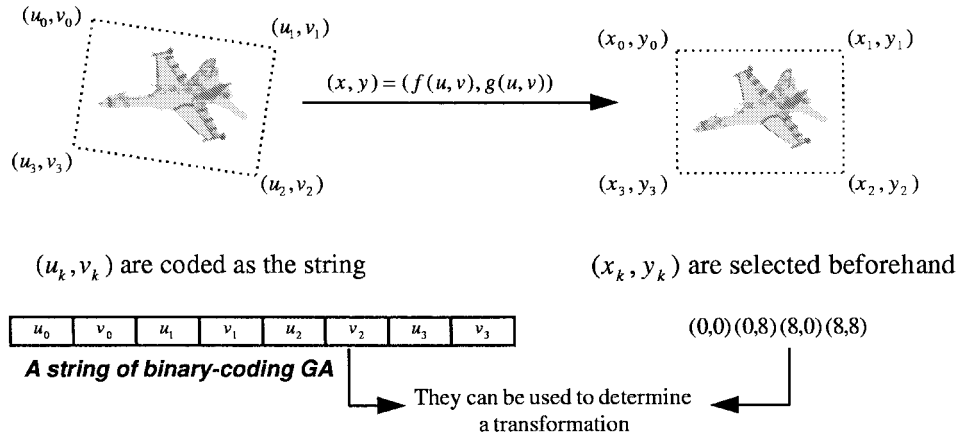 (u₀,v₀)
(u₁,v₁)
(x, y) = (f(u, v), g(u, v))
(x₀, y₀)
(x₁, y₁)
(u₃,v₃)
(u₂,v₂)
(x₃, y₃)
(x₂, y₂)
(uₖ,vₖ) are coded as the string
(xₖ, yₖ) are selected beforehand
u₀ v₀ u₁ v₁ u₂ v₂ u₃ v₃
(0,0) (0,8) (8,0) (8,8)
A string of binary-coding GA
They can be used to determine
a transformation